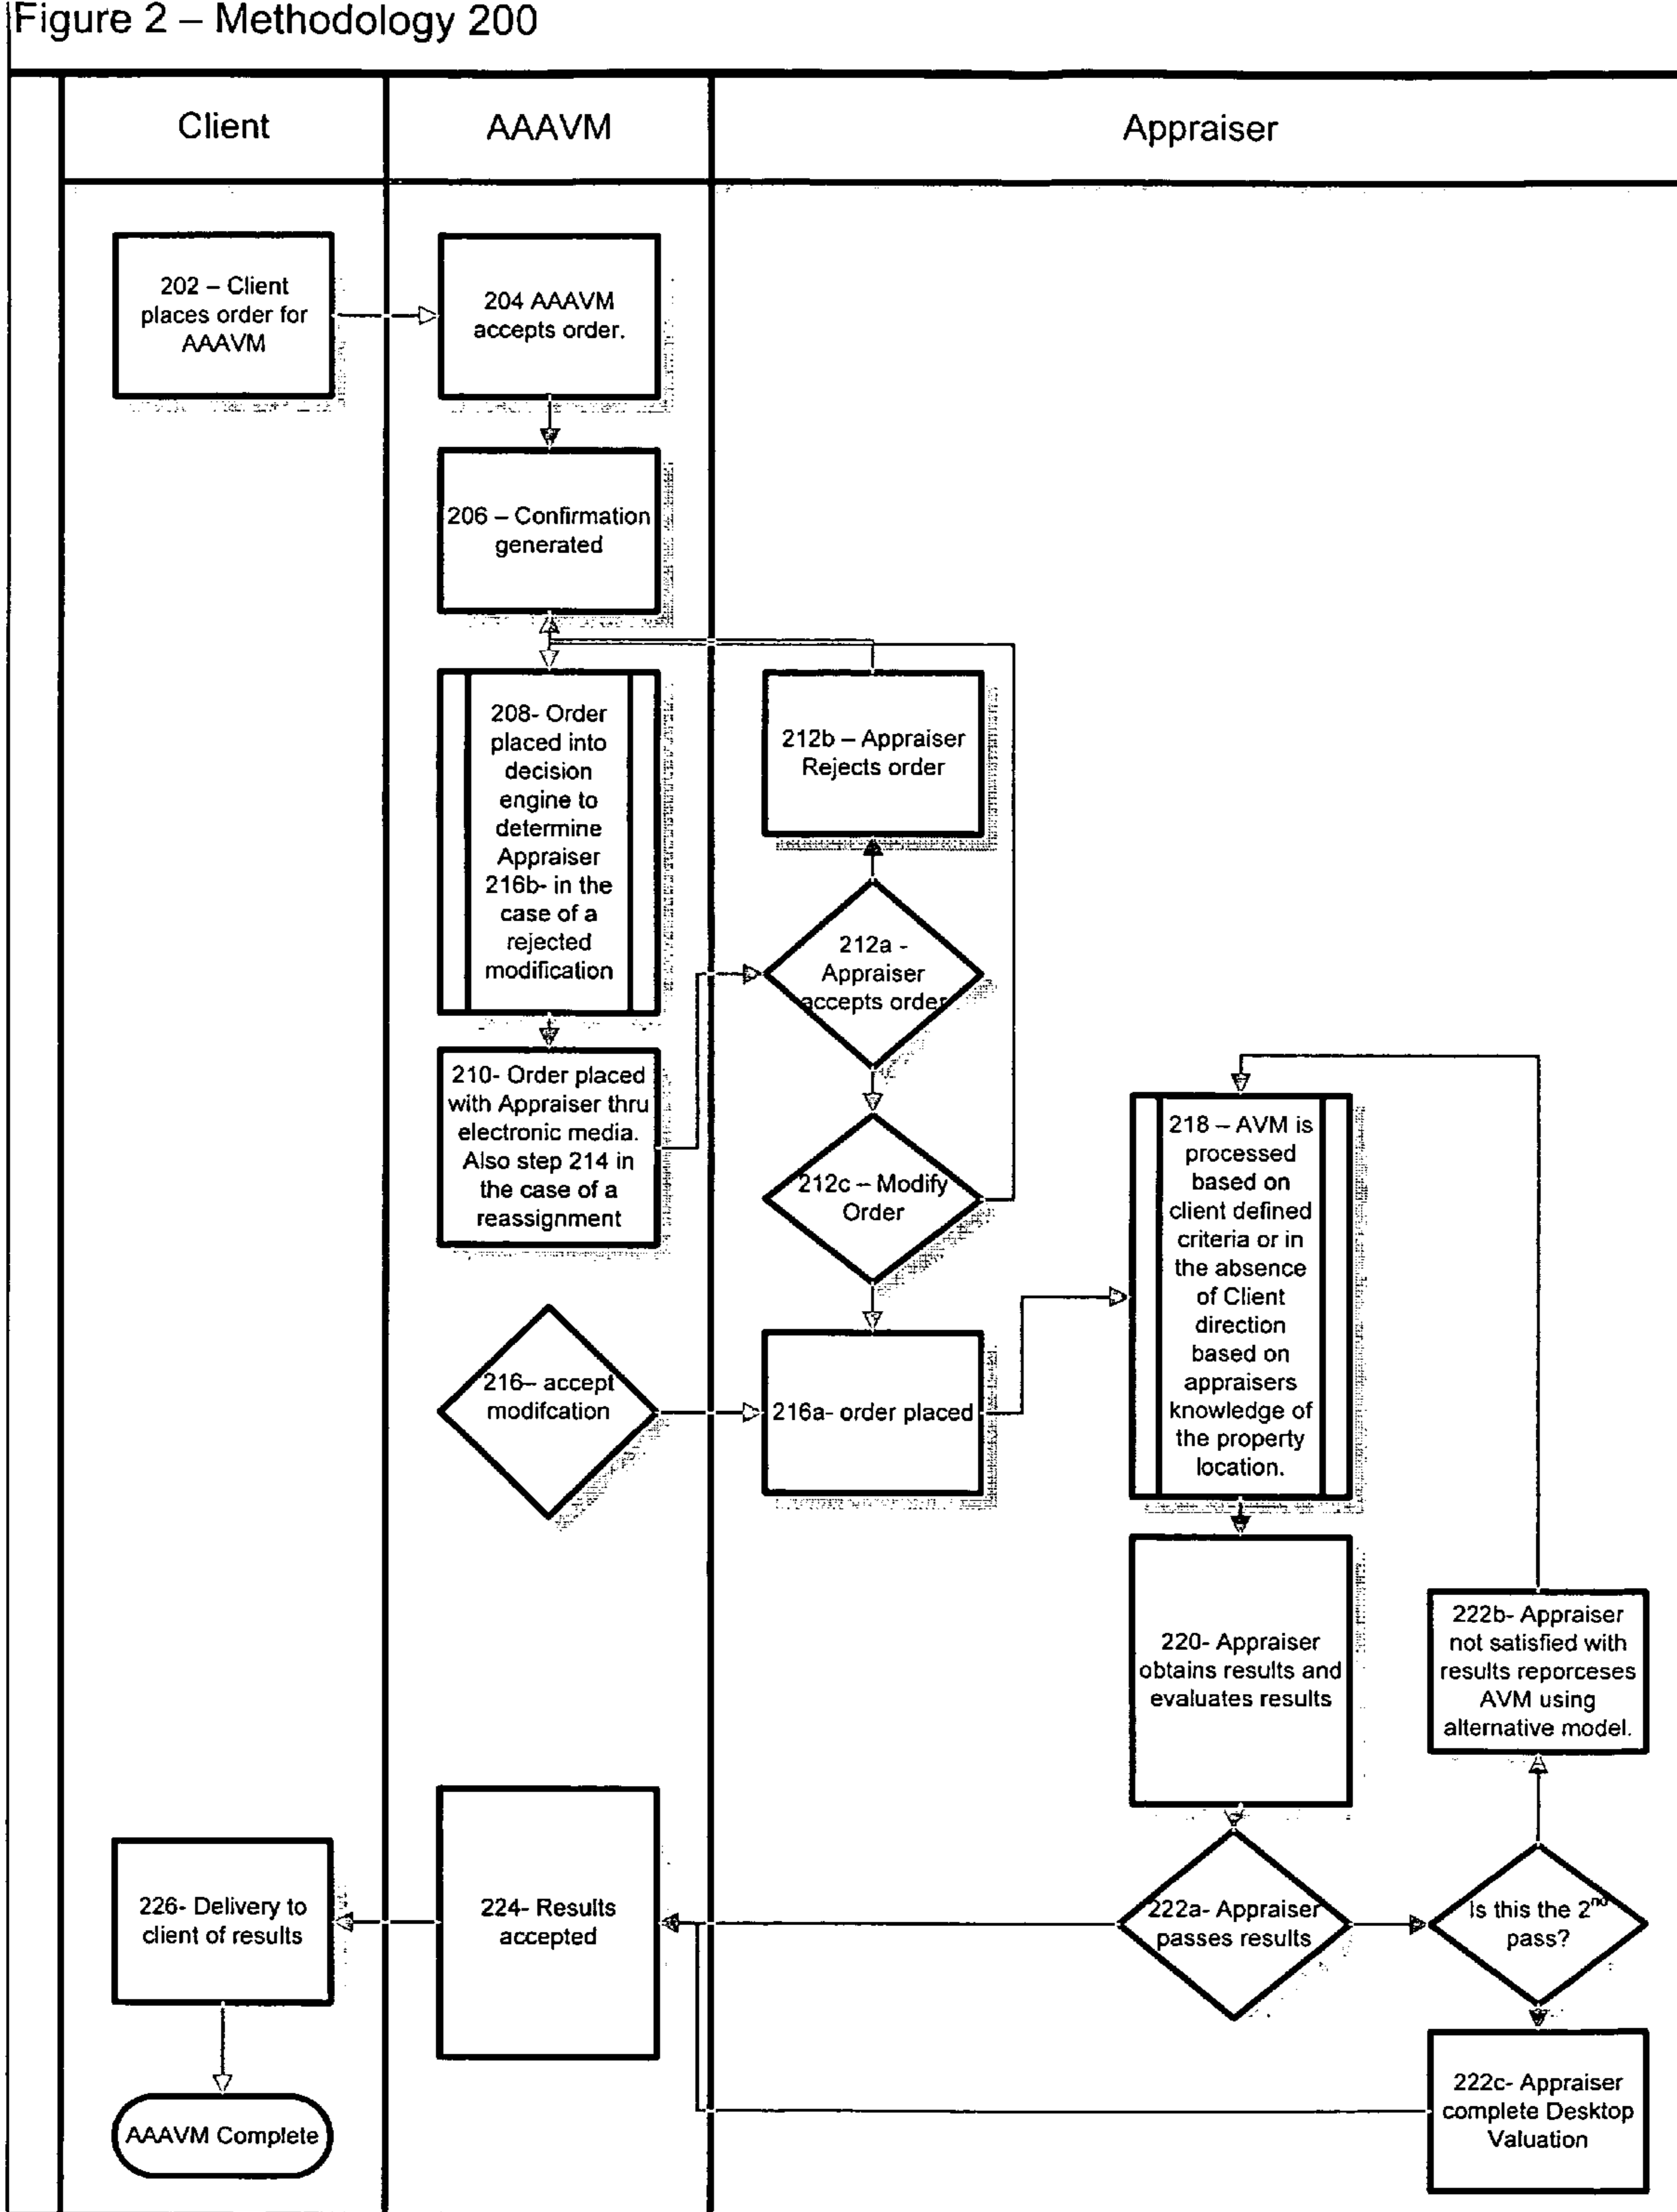 Figure 2 – Methodology 200
Client
AAAVM
Appraiser
202 – Client
places order for
AAAVM
204 AAAVM
accepts order.
206 – Confirmation
generated
208- Order
placed into
decision
engine to
determine
Appraiser
216b- in the
case of a
rejected
modification
212b – Appraiser
Rejects order
212a -
Appraiser
accepts order
210- Order placed
with Appraiser thru
electronic media.
Also step 214 in
the case of a
reassignment
212c – Modify
Order
218 – AVM is
processed
based on
client defined
criteria or in
the absence
of Client
direction
based on
appraisers
knowledge of
the property
location.
216– accept
modifcation
216a- order placed
220- Appraiser
obtains results and
evaluates results
222b- Appraiser
not satisfied with
results reporceses
AVM using
alternative model.
226- Delivery to
client of results
224- Results
accepted
222a- Appraiser
passes results
Is this the 2nd
pass?
222c- Appraiser
complete Desktop
Valuation
AAAVM Complete